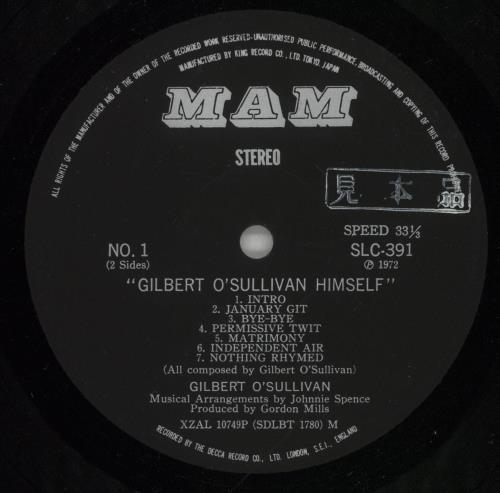 ALL RIGHTS OF THE MANUFACTURER AND OF THE OWNER OF THE RECORDED WORK RESERVED·UNAUTHORISED PUBLIC PERFORMANCE, BROADCASTING AND COPYING OF THIS RECORD
MANUFACTURED BY KING RECORD CO., LTD. TOKYO, JAPAN
MAM
STEREO
見本品
SPEED 33⅓
NO. 1
SLC-391
(2 Sides)
℗ 1972
"GILBERT O'SULLIVAN HIMSELF"
1. INTRO
2. JANUARY GIT
3. BYE-BYE
4. PERMISSIVE TWIT
5. MATRIMONY
6. INDEPENDENT AIR
7. NOTHING RHYMED
(All composed by Gilbert O'Sullivan)
GILBERT O'SULLIVAN
Musical Arrangements by Johnnie Spence
Produced by Gordon Mills
XZAL 10749P (SDLBT 1780) M
RECORDED BY THE DECCA RECORD CO., LTD. LONDON, S.E.I., ENGLAND